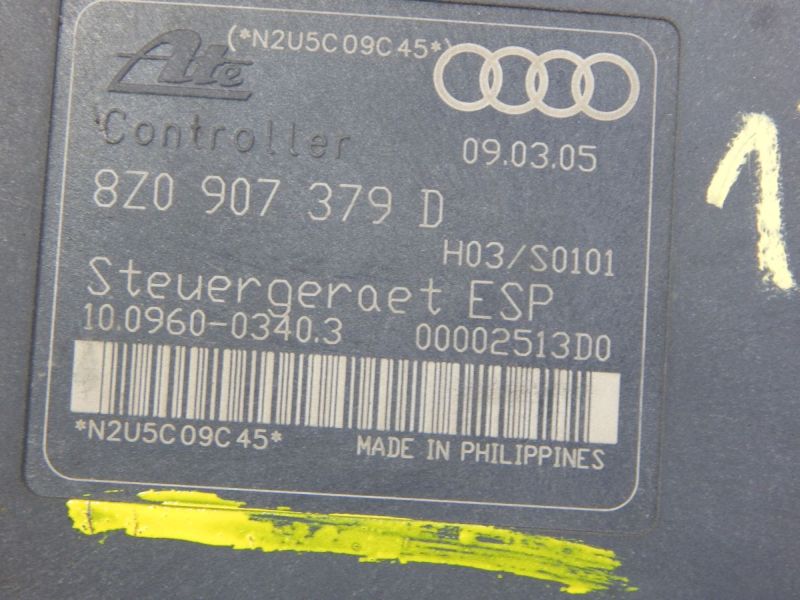 (*N2U5C09C45*)
Ate
Controller
09.03.05
8Z0 907 379 D
H03/S0101
Steuergeraet ESP
10.0960-0340.3 00002513D0
*N2U5C09C45*
MADE IN PHILIPPINES
1